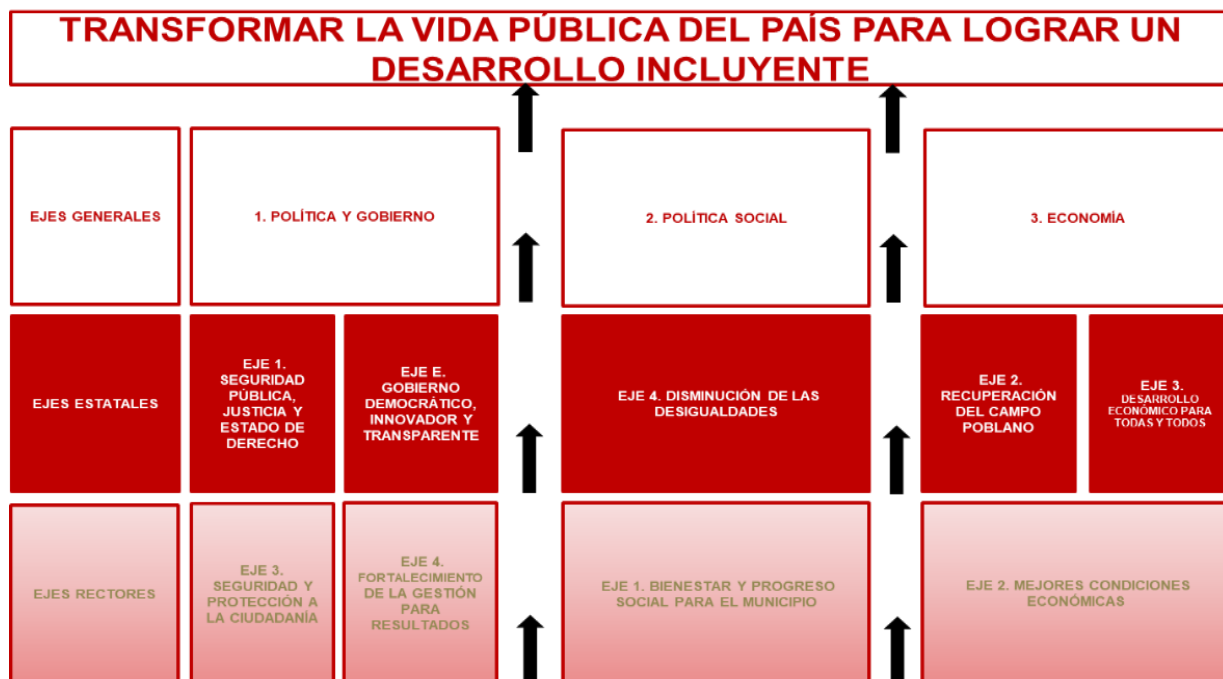 TRANSFORMAR LA VIDA PÚBLICA DEL PAÍS PARA LOGRAR UN
DESARROLLO INCLUYENTE
EJES GENERALES
1. POLÍTICA Y GOBIERNO
2. POLÍTICA SOCIAL
3. ECONOMÍA
EJES ESTATALES
EJE 1.
SEGURIDAD
PÚBLICA,
JUSTICIA Y
ESTADO DE
DERECHO
EJE E.
GOBIERNO
DEMOCRÁTICO,
INNOVADOR Y
TRANSPARENTE
EJE 4. DISMINUCIÓN DE LAS
DESIGUALDADES
EJE 2.
RECUPERACIÓN
DEL CAMPO
POBLANO
EJE 3.
DESARROLLO
ECONÓMICO PARA
TODAS Y TODOS
EJES RECTORES
EJE 3.
SEGURIDAD Y
PROTECCIÓN A
LA CIUDADANÍA
EJE 4.
FORTALECIMIENTO
DE LA GESTIÓN
PARA
RESULTADOS
EJE 1. BIENESTAR Y PROGRESO
SOCIAL PARA EL MUNICIPIO
EJE 2. MEJORES CONDICIONES
ECONÓMICAS